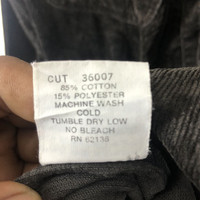 CUT 36007
85% COTTON
15% POLYESTER
MACHINE WASH
COLD
TUMBLE DRY LOW
NO BLEACH
RN 62138